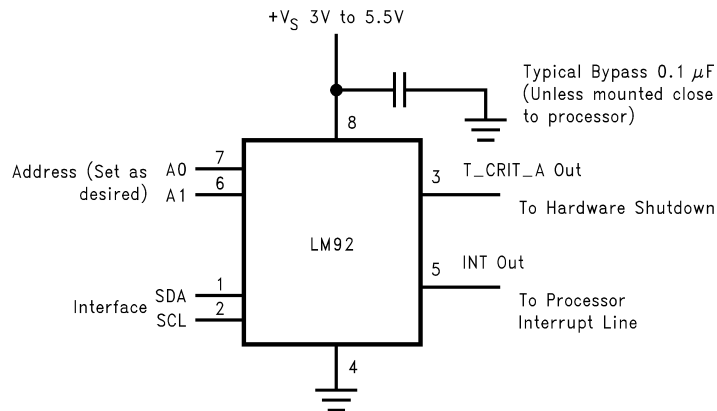 +VS 3V to 5.5V
Typical Bypass 0.1 μF
(Unless mounted close
to processor)
8
Address (Set as
desired)
A0
7
A1
6
3
T_CRIT_A Out
To Hardware Shutdown
LM92
5
INT Out
To Processor
Interrupt Line
Interface
SDA
1
SCL
2
4